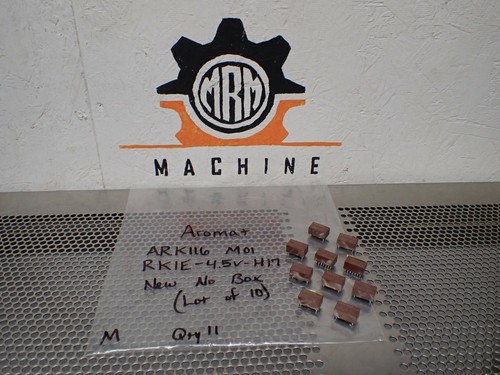 MRM
MACHINE
Aromat
ARK116 M01
RK1E-4.5V-H17
New No Box
(Lot of 10)
M Qty 11